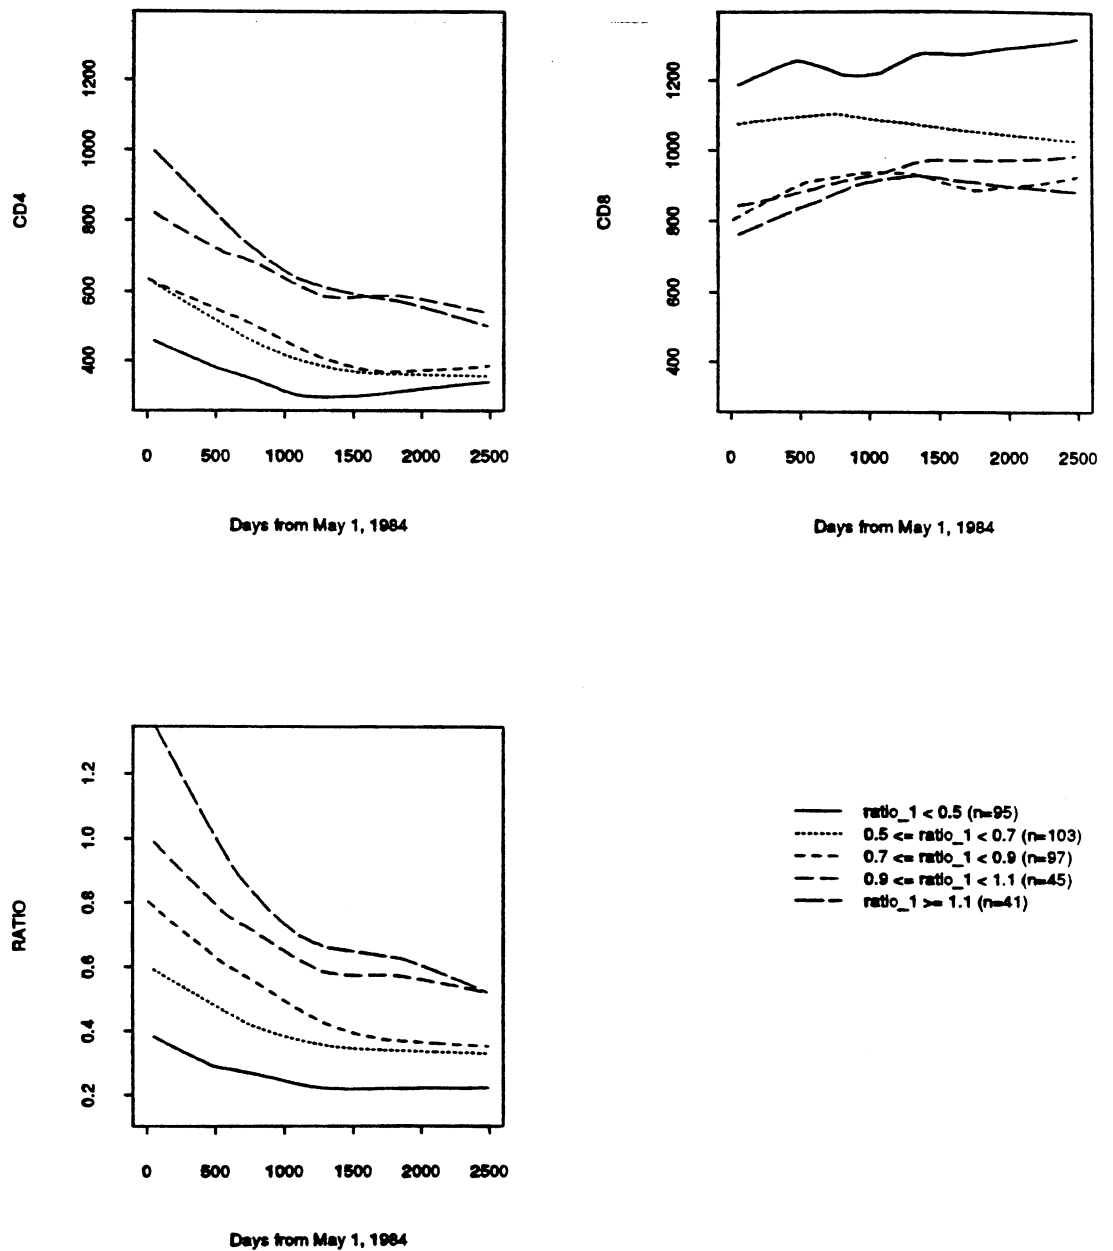 CD4
1200
1000
800
600
400
0 500 1000 1500 2000 2500
Days from May 1, 1984
CD8
1200
1000
800
600
400
0 500 1000 1500 2000 2500
Days from May 1, 1984
RATIO
1.2
1.0
0.8
0.6
0.4
0.2
0 500 1000 1500 2000 2500
Days from May 1, 1984
ratio_1 < 0.5 (n=95)
0.5 <= ratio_1 < 0.7 (n=103)
0.7 <= ratio_1 < 0.9 (n=97)
0.9 <= ratio_1 < 1.1 (n=45)
ratio_1 >= 1.1 (n=41)